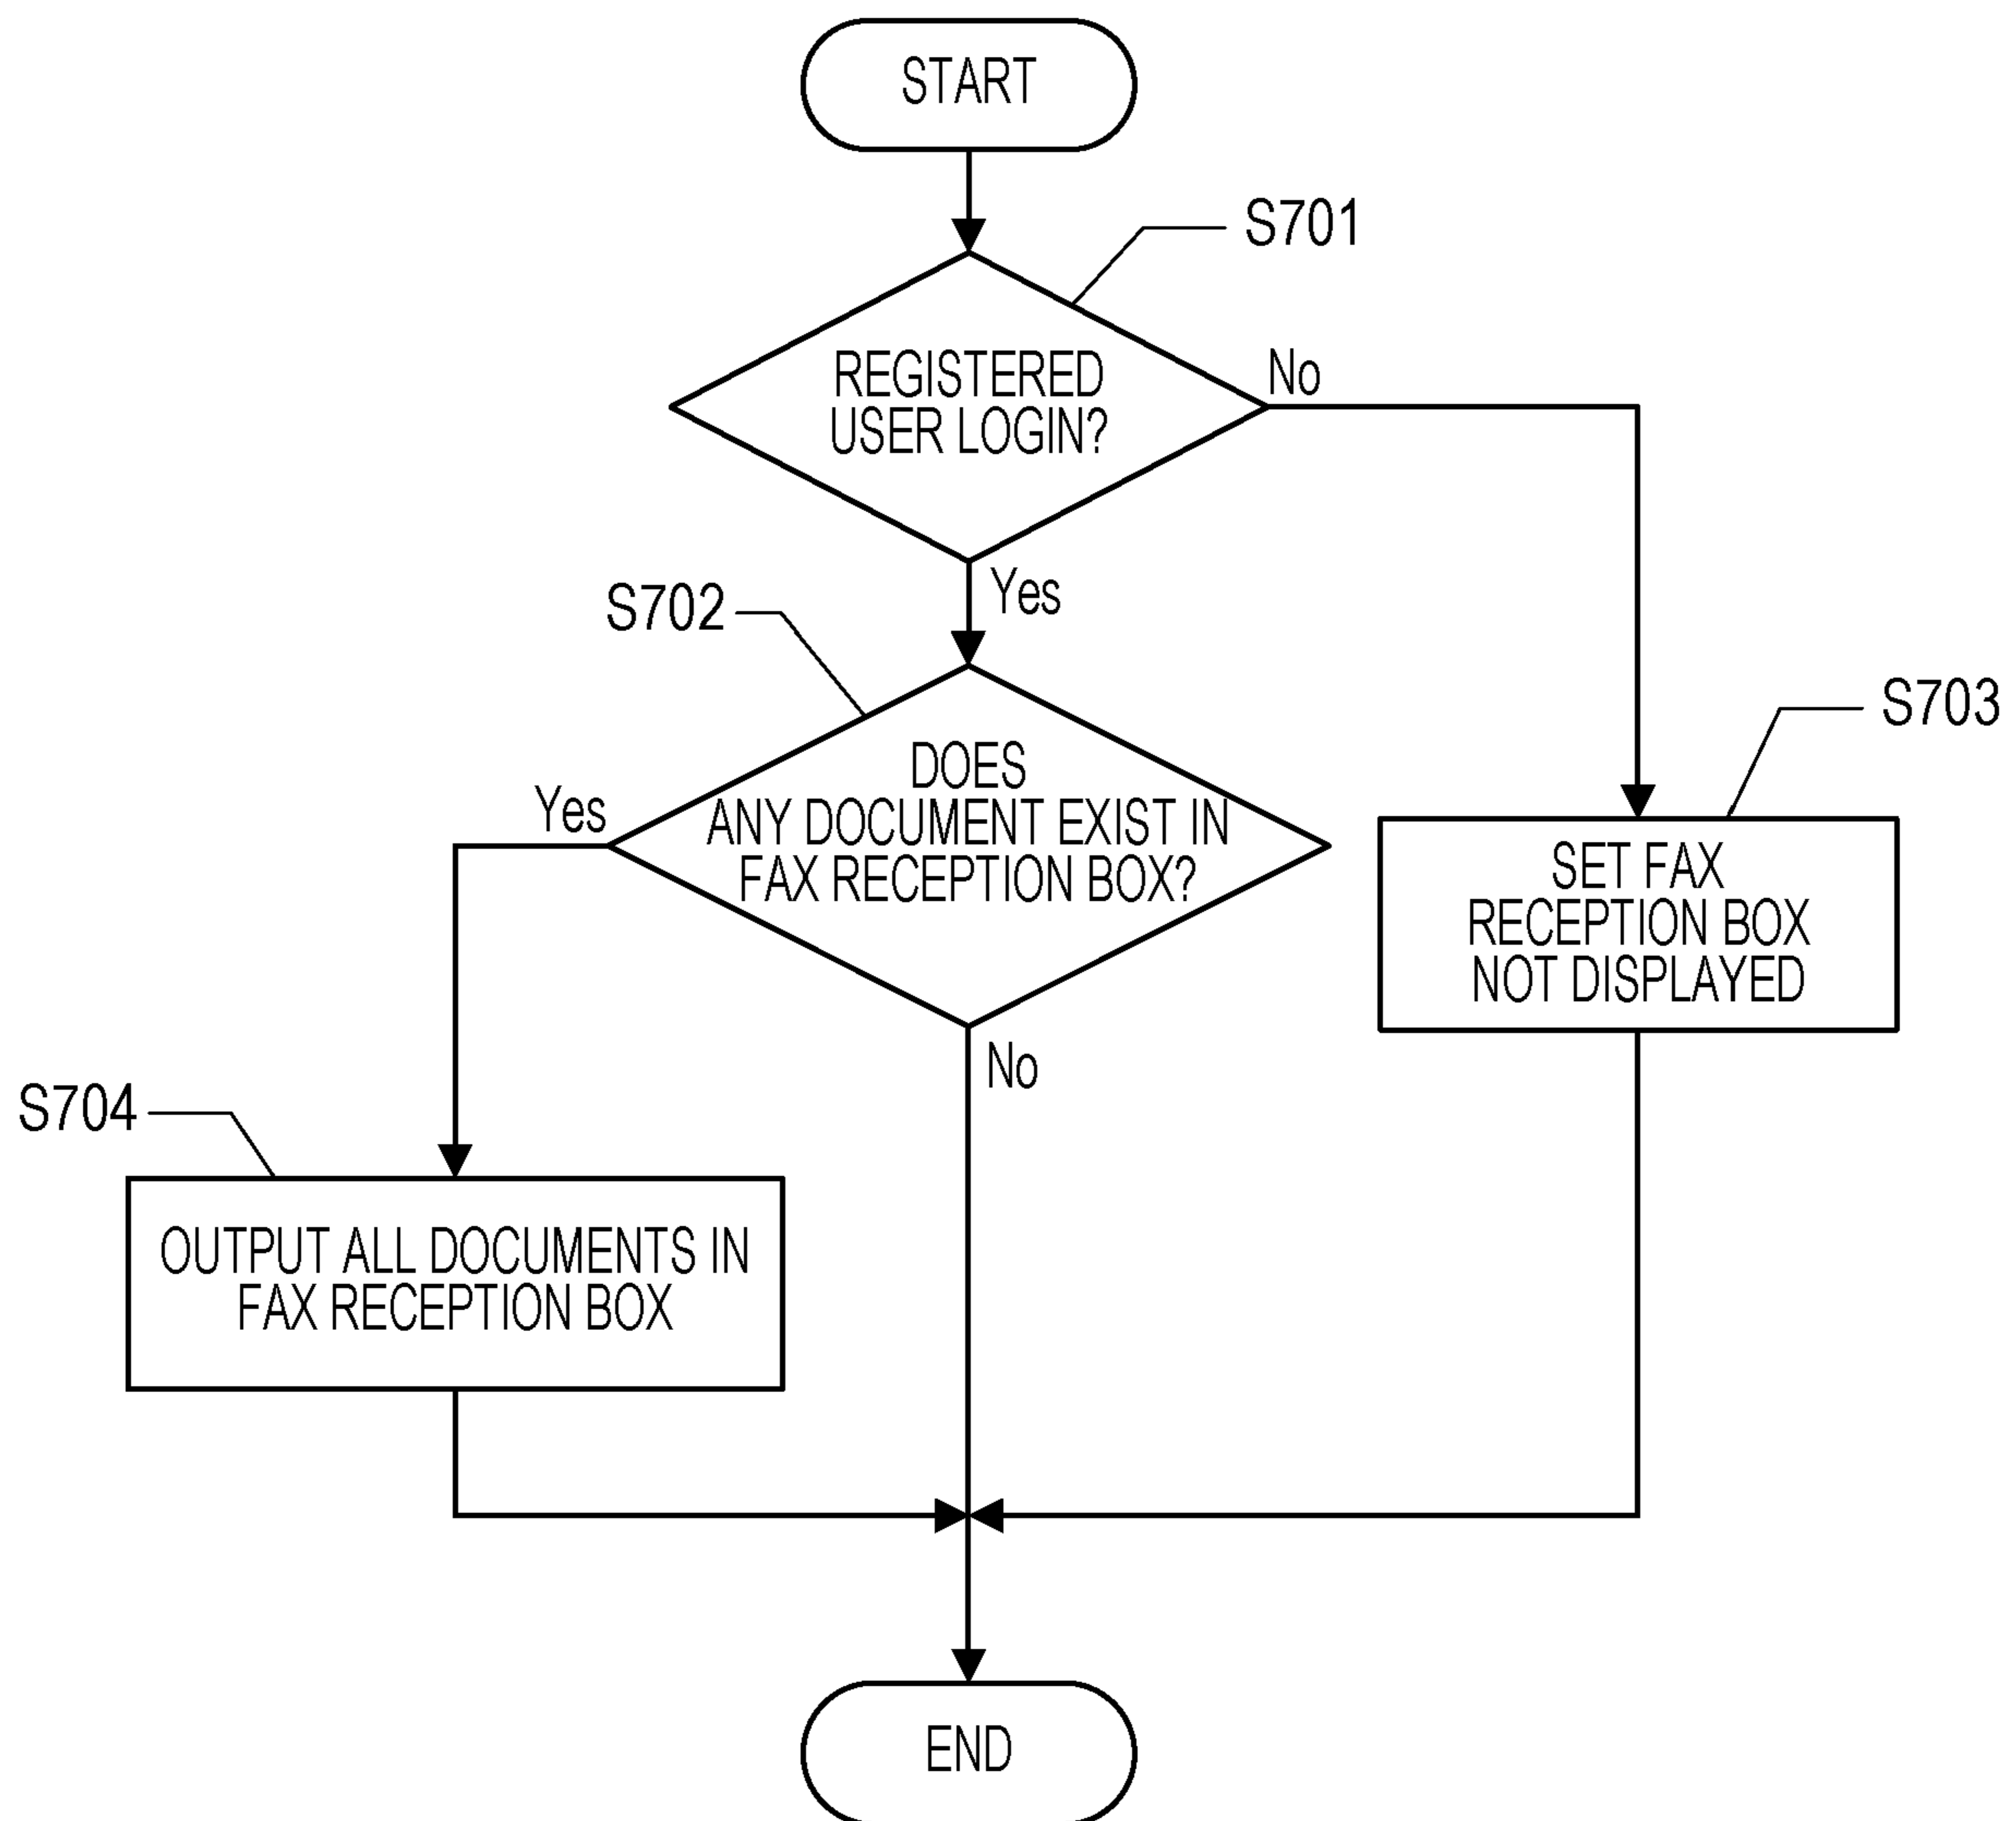 START
S701
REGISTERED
USER LOGIN?
No
Yes
S702
DOES
ANY DOCUMENT EXIST IN
FAX RECEPTION BOX?
Yes
No
S703
SET FAX
RECEPTION BOX
NOT DISPLAYED
S704
OUTPUT ALL DOCUMENTS IN
FAX RECEPTION BOX
END